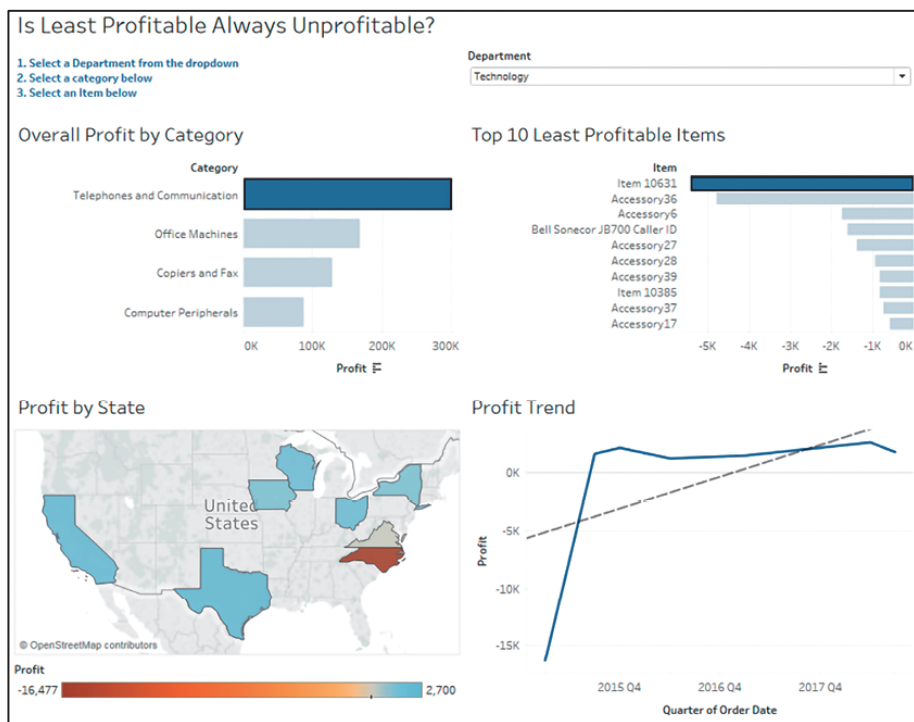 Is Least Profitable Always Unprofitable?
1. Select a Department from the dropdown
2. Select a category below
3. Select an Item below
Department
Technology
Overall Profit by Category
Category
Telephones and Communication
Office Machines
Copiers and Fax
Computer Peripherals
0K 100K 200K 300K
Profit
Top 10 Least Profitable Items
Item
Item 10631
Accessory36
Accessory6
Bell Sonecor JB700 Caller ID
Accessory27
Accessory28
Accessory39
Item 10385
Accessory37
Accessory17
-5K -4K -3K -2K -1K 0K
Profit
Profit by State
United
States
© OpenStreetMap contributors
Profit
-16,477 2,700
Profit Trend
Profit
0K
-5K
-10K
-15K
2015 Q4 2016 Q4 2017 Q4
Quarter of Order Date